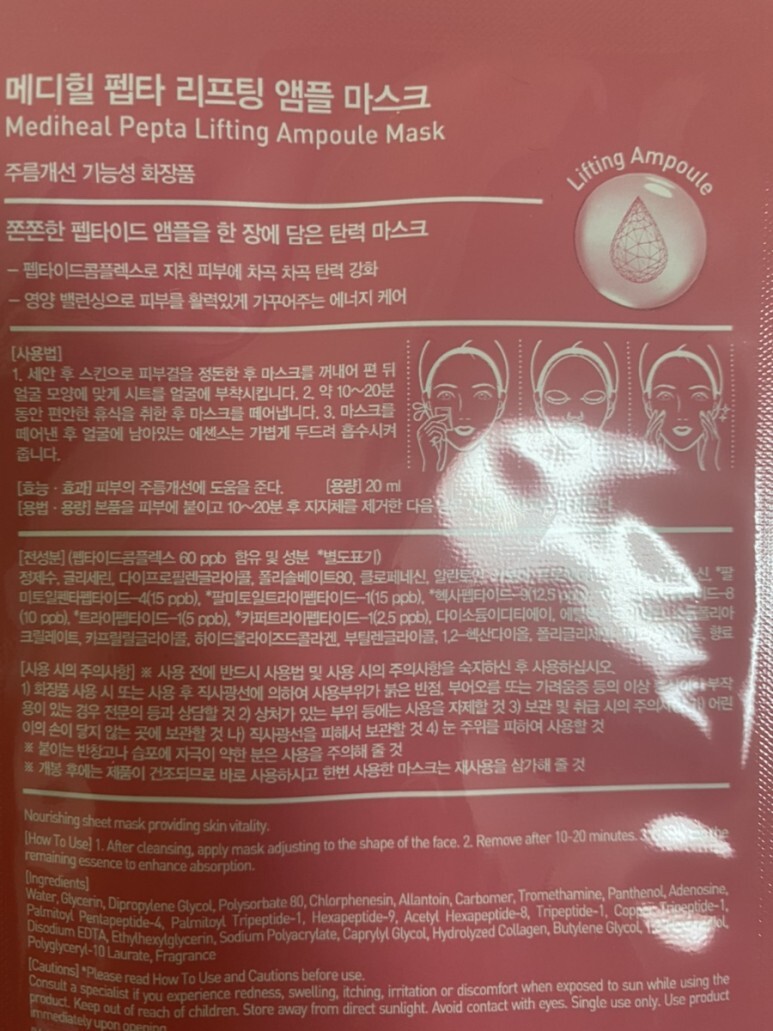 메디힐 펩타 리프팅 앰플 마스크
Mediheal Pepta Lifting Ampoule Mask
주름개선 기능성 화장품
Lifting Ampoule
쫀쫀한 펩타이드 앰플을 한 장에 담은 탄력 마스크
– 펩타이드콤플렉스로 지친 피부에 차곡 차곡 탄력 강화
– 영양 밸런싱으로 피부를 활력있게 가꾸어주는 에너지 케어
[사용법]
1. 세안 후 스킨으로 피부결을 정돈한 후 마스크를 꺼내어 편 뒤
얼굴 모양에 맞게 시트를 얼굴에 부착시킵니다. 2. 약 10~20분
동안 편안한 휴식을 취한 후 마스크를 떼어냅니다. 3. 마스크를
떼어낸 후 얼굴에 남아있는 에센스는 가볍게 두드려 흡수시켜
줍니다.
[효능 · 효과] 피부의 주름개선에 도움을 준다. [용량] 20 ml
[용법 · 용량] 본품을 피부에 붙이고 10~20분 후 지지체를 제거한 다음
[전성분] (펩타이드콤플렉스 60 ppb 함유 및 성분 *별도표기)
정제수, 글리세린, 다이프로필렌글라이콜, 폴리솔베이트80, 클로페네신, 알란토인, *팔
미토일펜타펩타이드-4(15 ppb), *팔미토일트라이펩타이드-1(15 ppb), *헥사펩타이드-9(12.5 ppb), -8
(10 ppb), *트라이펩타이드-1(5 ppb), *카퍼트라이펩타이드-1(2.5 ppb), 다이소듐이디티에이,
크릴레이트, 카프릴릴글라이콜, 하이드롤라이즈드콜라겐, 부틸렌글라이콜, 1,2-헥산다이올, 향료
[사용 시의 주의사항] ※ 사용 전에 반드시 사용법 및 사용 시의 주의사항을 숙지하신 후 사용하십시오.
1) 화장품 사용 시 또는 사용 후 직사광선에 의하여 사용부위가 붉은 반점, 부어오름 또는 가려움증 등의 이상 부작
용이 있는 경우 전문의 등과 상담할 것 2) 상처가 있는 부위 등에는 사용을 자제할 것 3) 보관 및 취급 시의 어린
이의 손이 닿지 않는 곳에 보관할 것 나) 직사광선을 피해서 보관할 것 4) 눈 주위를 피하여 사용할 것
※ 붙이는 반창고나 습포에 자극이 약한 분은 사용을 주의해 줄 것
※ 개봉 후에는 제품이 건조되므로 바로 사용하시고 한번 사용한 마스크는 재사용을 삼가해 줄 것
Nourishing sheet mask providing skin vitality.
[How To Use] 1. After cleansing, apply mask adjusting to the shape of the face. 2. Remove after 10-20 minutes. 3. the
remaining essence to enhance absorption.
[Ingredients]
Water, Glycerin, Dipropylene Glycol, Polysorbate 80, Chlorphenesin, Allantoin, Carbomer, Tromethamine, Panthenol, Adenosine,
Palmitoyl Pentapeptide-4, Palmitoyl Tripeptide-1, Hexapeptide-9, Acetyl Hexapeptide-8, Tripeptide-1, Copper Tripeptide-1,
Disodium EDTA, Ethylhexylglycerin, Sodium Polyacrylate, Caprylyl Glycol, Hydrolyzed Collagen, Butylene Glycol,
Polyglyceryl-10 Laurate, Fragrance
[Cautions] *Please read How To Use and Cautions before use.
Consult a specialist if you experience redness, swelling, itching, irritation or discomfort when exposed to sun while using the
product. Keep out of reach of children. Store away from direct sunlight. Avoid contact with eyes. Single use only. Use product
immediately upon opening.